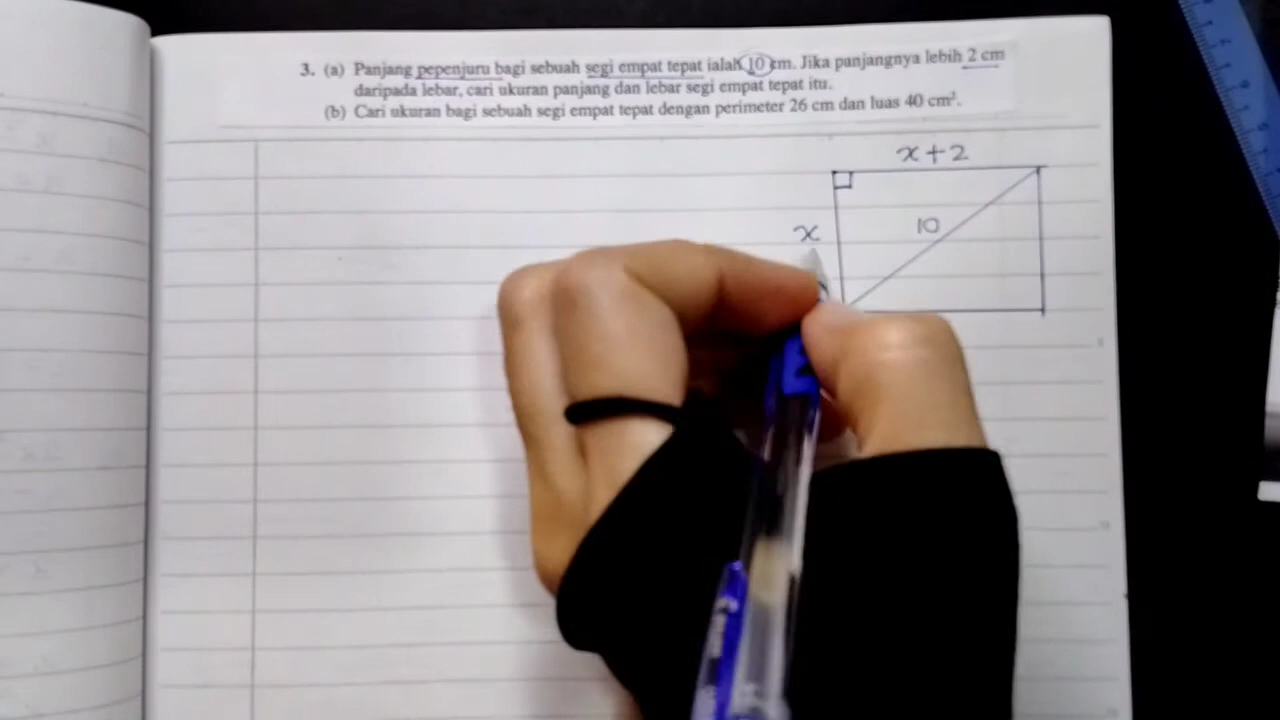 3. (a) Panjang pepenjuru bagi sebuah segi empat tepat ialah 10 cm. Jika panjangnya lebih 2 cm
daripada lebar, cari ukuran panjang dan lebar segi empat tepat itu.
(b) Cari ukuran bagi sebuah segi empat tepat dengan perimeter 26 cm dan luas 40 cm².
x+2
10
x